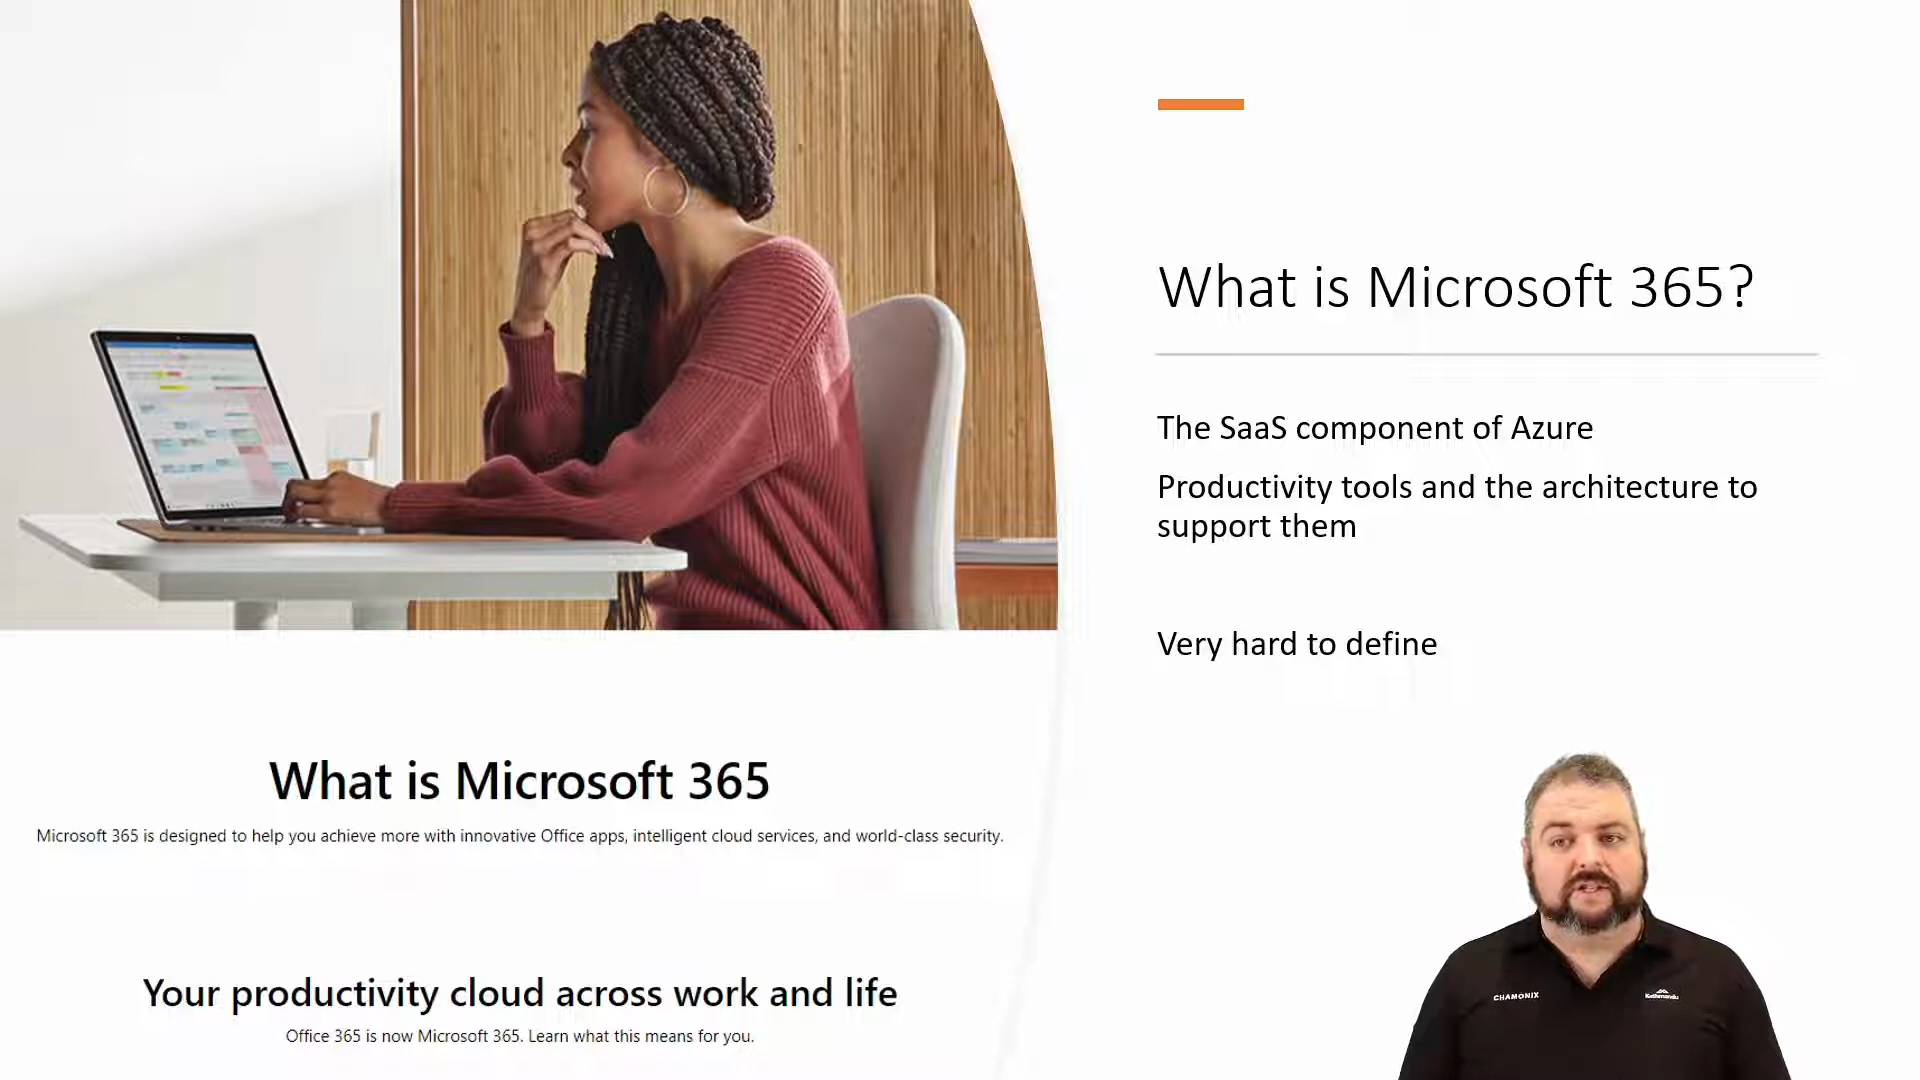 What is Microsoft 365?
The SaaS component of Azure
Productivity tools and the architecture to
support them
Very hard to define
What is Microsoft 365
Microsoft 365 is designed to help you achieve more with innovative Office apps, intelligent cloud services, and world-class security.
Your productivity cloud across work and life
Office 365 is now Microsoft 365. Learn what this means for you.
CHAMONIX
Kathmandu